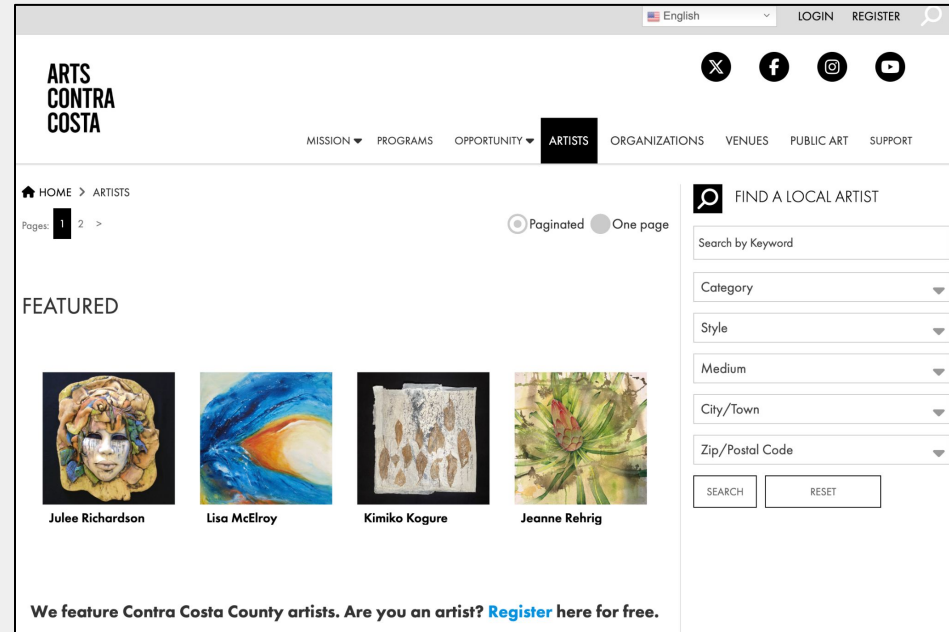 English LOGIN REGISTER
ARTS
CONTRA
COSTA
MISSION PROGRAMS OPPORTUNITY ARTISTS ORGANIZATIONS VENUES PUBLIC ART SUPPORT
HOME > ARTISTS
Pages: 1 2 >
Paginated One page
FEATURED
Julee Richardson Lisa McElroy Kimiko Kogure Jeanne Rehrig
We feature Contra Costa County artists. Are you an artist? Register here for free.
FIND A LOCAL ARTIST
Search by Keyword
Category
Style
Medium
City/Town
Zip/Postal Code
SEARCH RESET